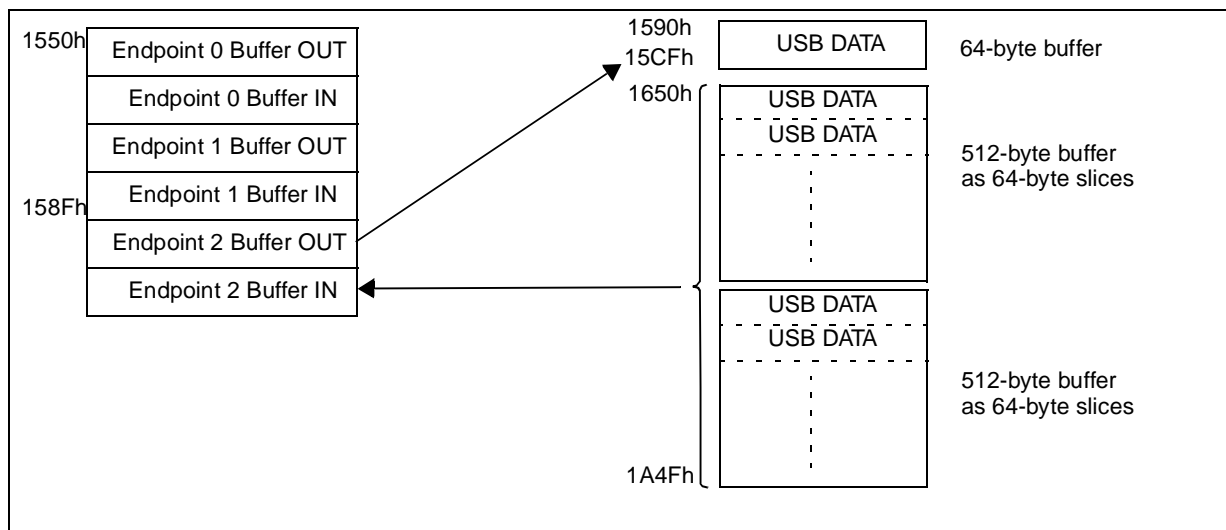 1550h
Endpoint 0 Buffer OUT
Endpoint 0 Buffer IN
Endpoint 1 Buffer OUT
Endpoint 1 Buffer IN
158Fh
Endpoint 2 Buffer OUT
Endpoint 2 Buffer IN
1590h
15CFh
USB DATA
64-byte buffer
1650h
USB DATA
USB DATA
512-byte buffer
as 64-byte slices
USB DATA
USB DATA
512-byte buffer
as 64-byte slices
1A4Fh